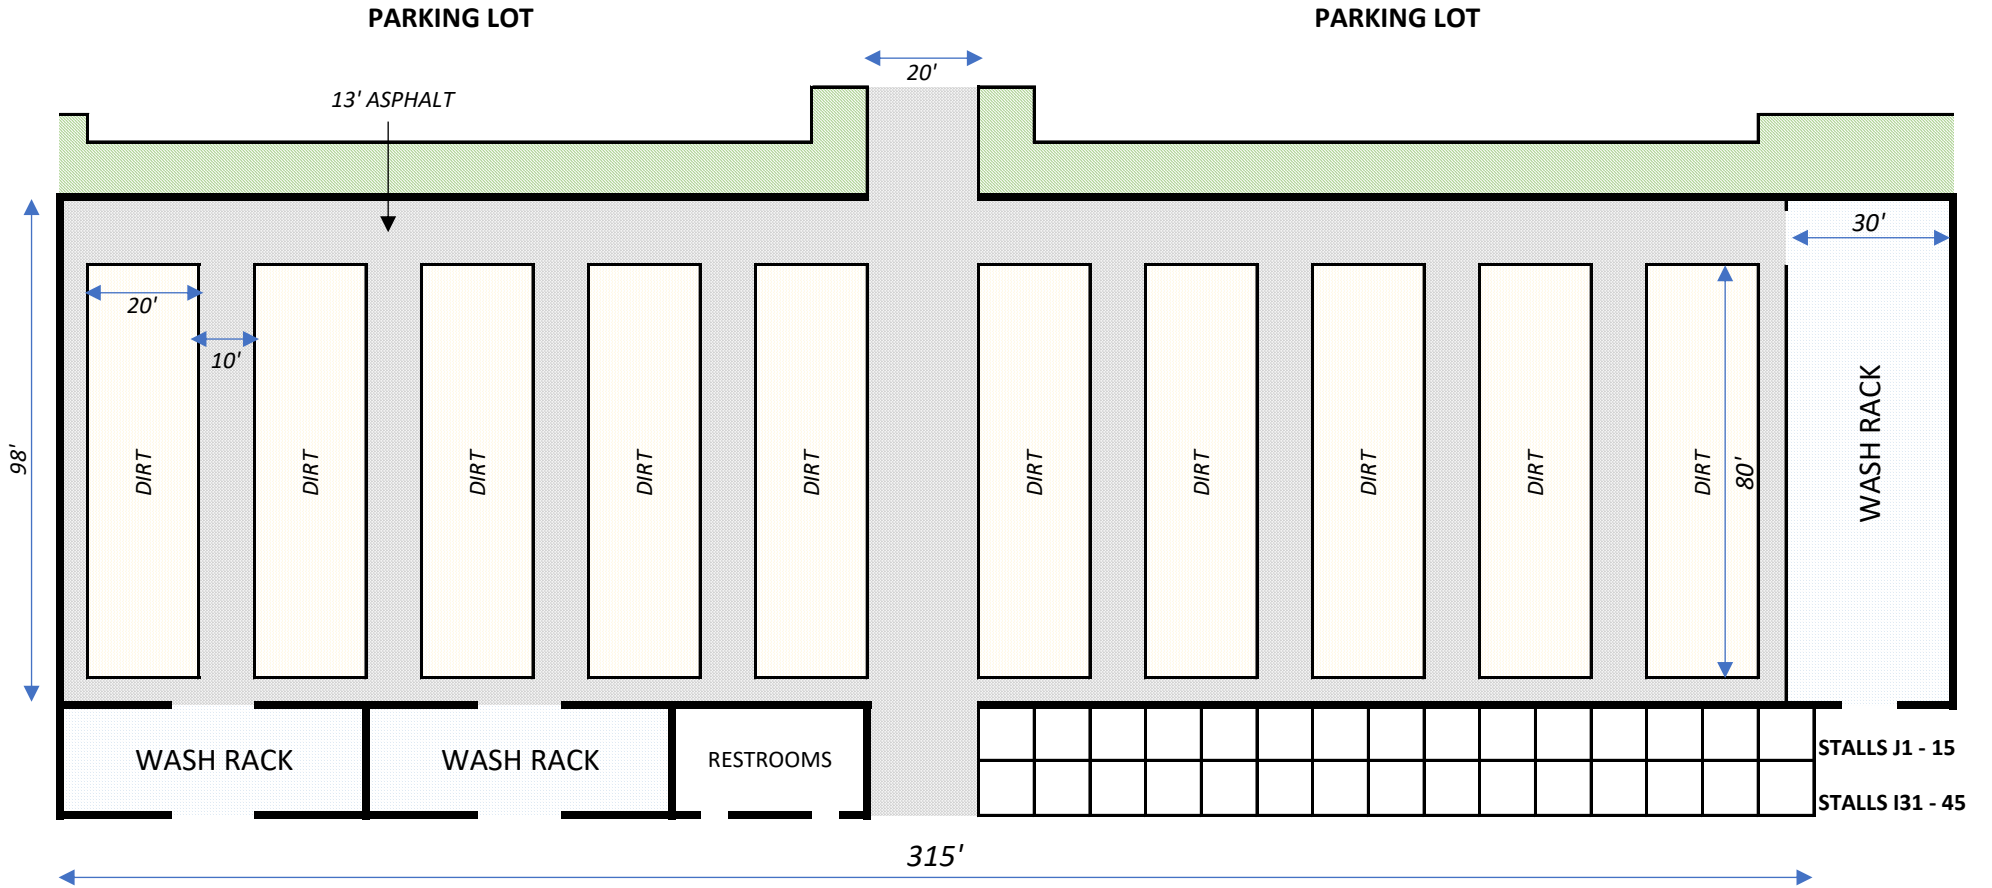 PARKING LOT
PARKING LOT
20'
13' ASPHALT
30'
20'
10'
98'
DIRT
DIRT
DIRT
DIRT
DIRT
DIRT
DIRT
DIRT
DIRT
DIRT
80'
WASH RACK
WASH RACK
WASH RACK
RESTROOMS
STALLS J1 - 15
STALLS I31 - 45
315'